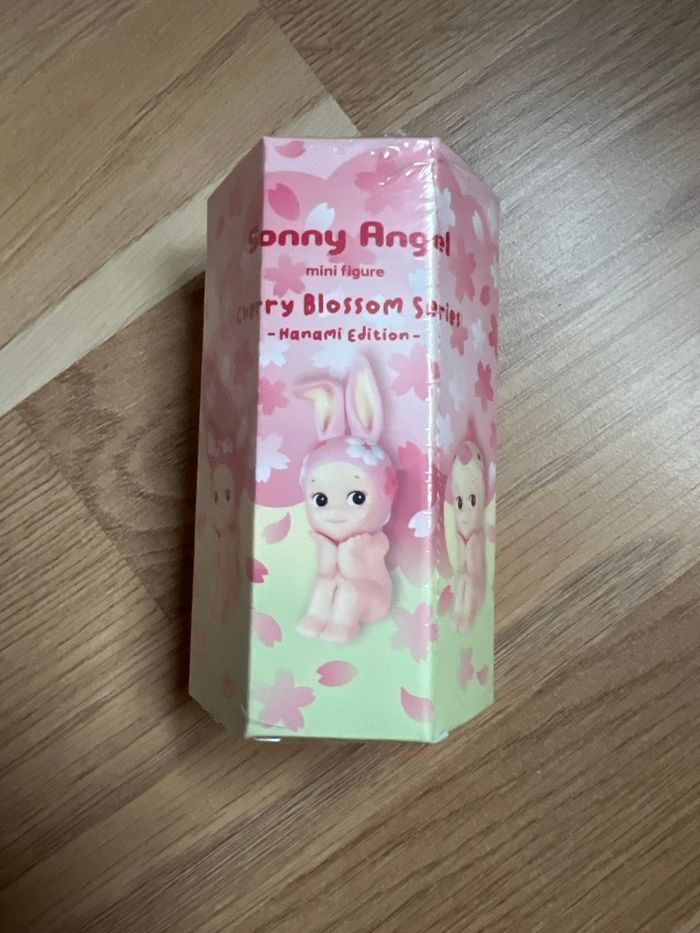 Sonny Angel
mini figure
Cherry Blossom Series
- Hanami Edition -